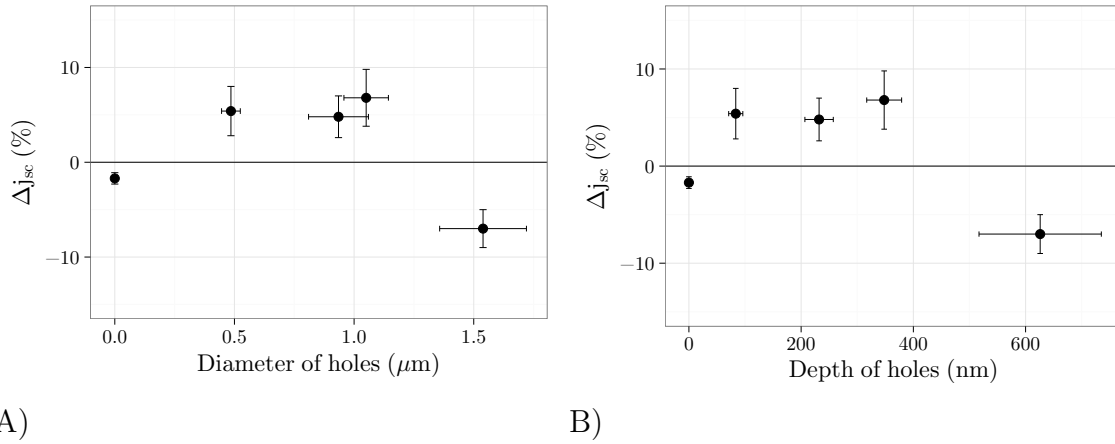 10
0
−10
Δjsc (%)
0.0 0.5 1.0 1.5
Diameter of holes (μm)
A)
10
0
−10
Δjsc (%)
0 200 400 600
Depth of holes (nm)
B)